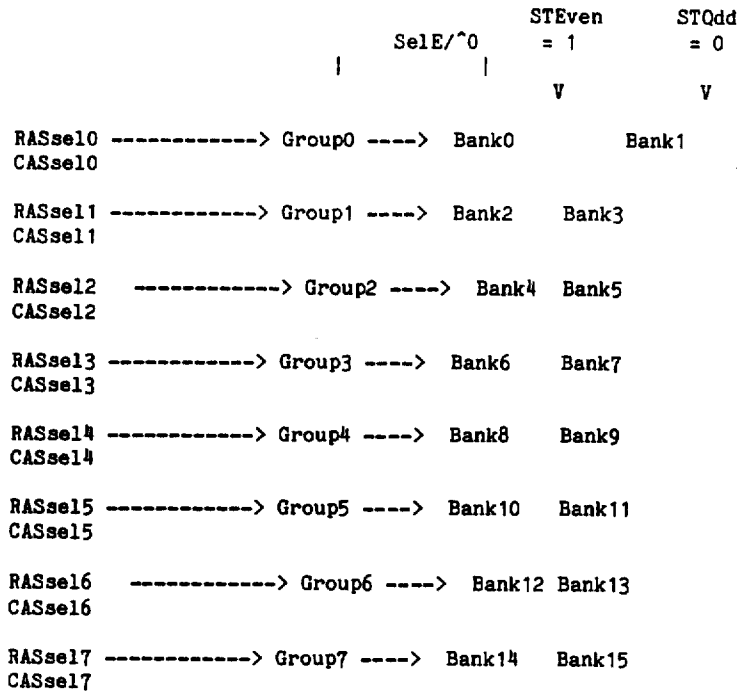 STEven STQdd
SelE/^0 = 1 = 0
| |
V V
RASsel0 -------------> Group0 ----> Bank0 Bank1
CASsel0
RASsel1 -------------> Group1 ----> Bank2 Bank3
CASsel1
RASsel2 -------------> Group2 ----> Bank4 Bank5
CASsel2
RASsel3 -------------> Group3 ----> Bank6 Bank7
CASsel3
RASsel4 -------------> Group4 ----> Bank8 Bank9
CASsel4
RASsel5 -------------> Group5 ----> Bank10 Bank11
CASsel5
RASsel6 -------------> Group6 ----> Bank12 Bank13
CASsel6
RASsel7 -------------> Group7 ----> Bank14 Bank15
CASsel7